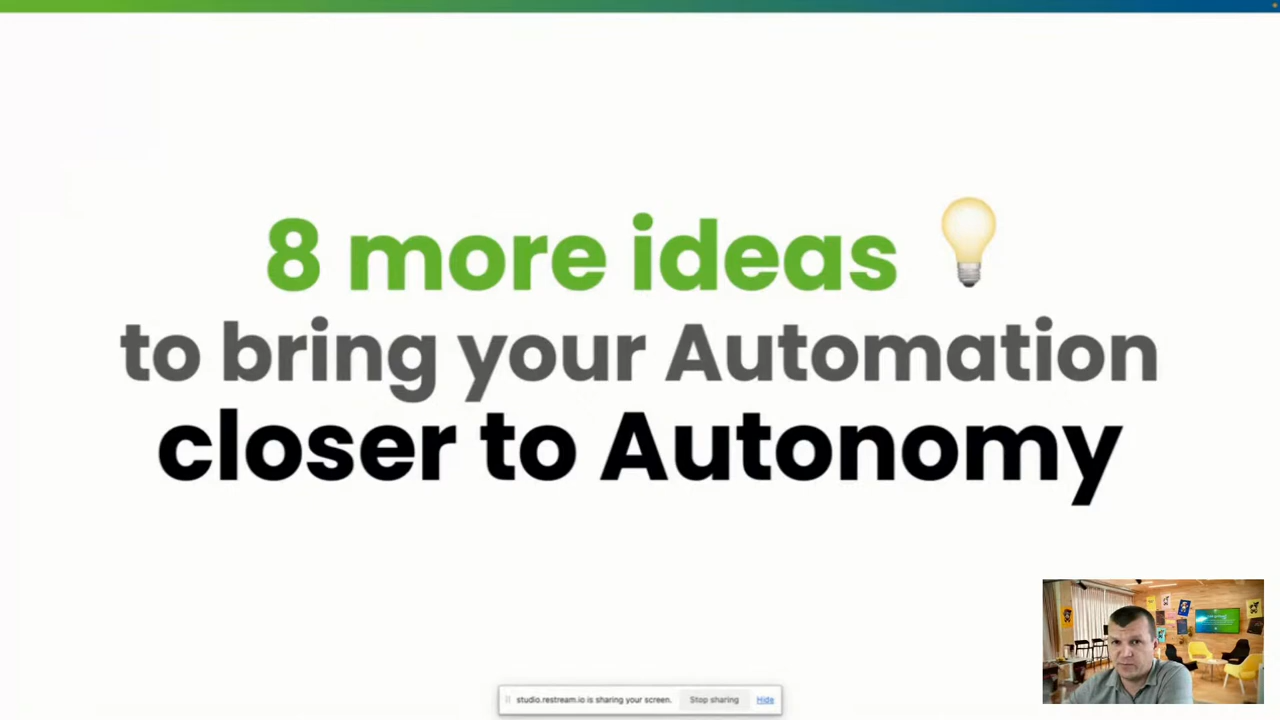 8 more ideas
to bring your Automation
closer to Autonomy
studio.restream.io is sharing your screen. Stop sharing Hide